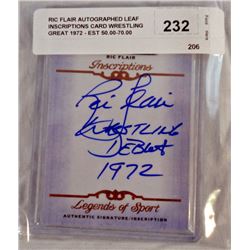 RIC FLAIR AUTOGRAPHED LEAF
INSCRIPTIONS CARD WRESTLING
GREAT 1972 - EST 50.00-70.00
232
206
RIC FLAIR
Inscriptions
Ric Flair
WRESTLING
DEBUT
1972
Legends of Sport
AUTHENTIC SIGNATURE/INSCRIPTION